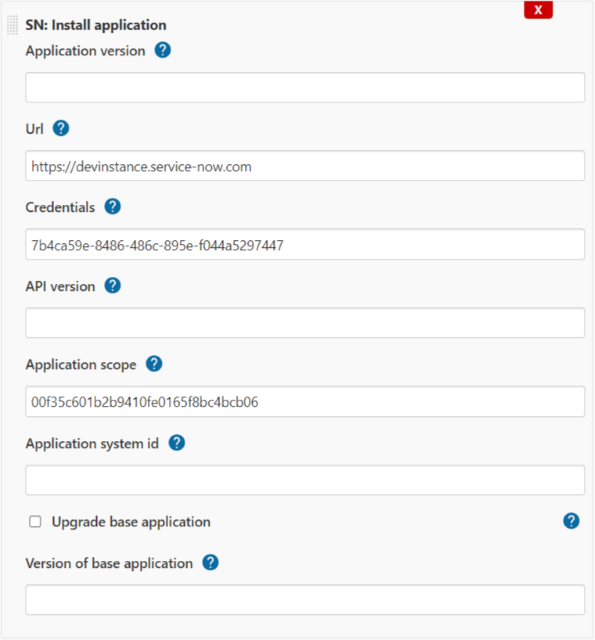 X
SN: Install application
Application version ?
Url ?
https://devinstance.service-now.com
Credentials ?
7b4ca59e-8486-486c-895e-f044a5297447
API version ?
Application scope ?
00f35c601b2b9410fe0165f8bc4bcb06
Application system id ?
Upgrade base application ?
Version of base application ?